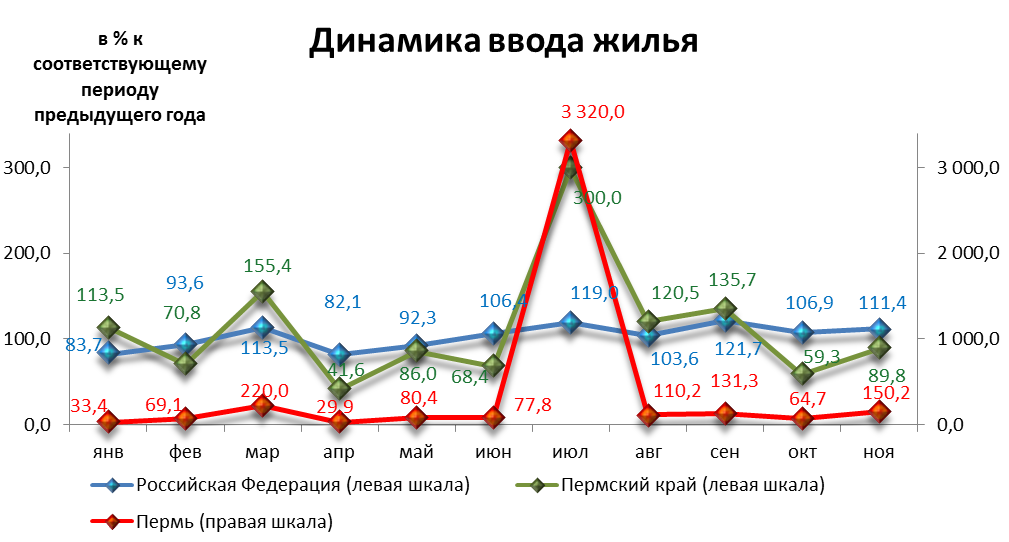 в % к
соответствующему
периоду
предыдущего года
Динамика ввода жилья
3 320,0
300,0 3 000,0
300,0
200,0 2 000,0
155,4
113,5 93,6 82,1 106,4 119,0 120,5 135,7 106,9 111,4
70,8 92,3
100,0 1 000,0
83,7 113,5 103,6 121,7 59,3
41,6 86,0 68,4 89,8
33,4 69,1 220,0 29,9 80,4 77,8 110,2 131,3 64,7 150,2
0,0 0,0
янв фев мар апр май июн июл авг сен окт ноя
Российская Федерация (левая шкала) Пермский край (левая шкала)
Пермь (правая шкала)